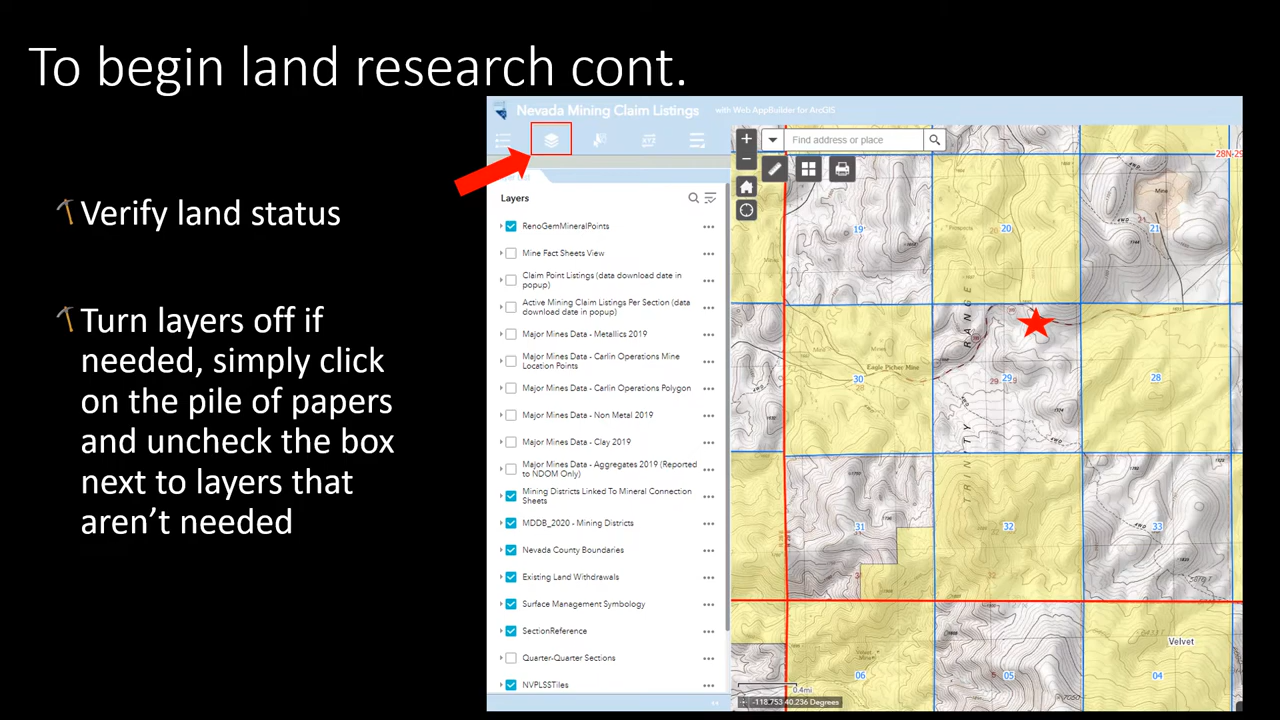 To begin land research cont.
Verify land status
Turn layers off if
needed, simply click
on the pile of papers
and uncheck the box
next to layers that
aren't needed
Nevada Mining Claim Listings
with Web AppBuilder for ArcGIS
Layers
RenoGemMineralPoints
Mine Fact Sheets View
Claim Point Listings (data download date in
popup)
Active Mining Claim Listings Per Section (data
download date in popup)
Major Mines Data - Metallics 2019
Major Mines Data - Carlin Operations Mine
Location Points
Major Mines Data - Carlin Operations Polygon
Major Mines Data - Non Metal 2019
Major Mines Data - Clay 2019
Major Mines Data - Aggregates 2019 (Reported
to NDOM Only)
Mining Districts Linked To Mineral Connection
Sheets
MDDB_2020 - Mining Districts
Nevada County Boundaries
Existing Land Withdrawals
Surface Management Symbology
SectionReference
Quarter-Quarter Sections
NVPLSSTiles
Find address or place
28N-29
Mine
19
20
21
RANGE
Eagle Picher Mine
30
29
28
TRINITY
31
32
33
Velvet
06
05
04
0.4mi
-118.753 40.236 Degrees